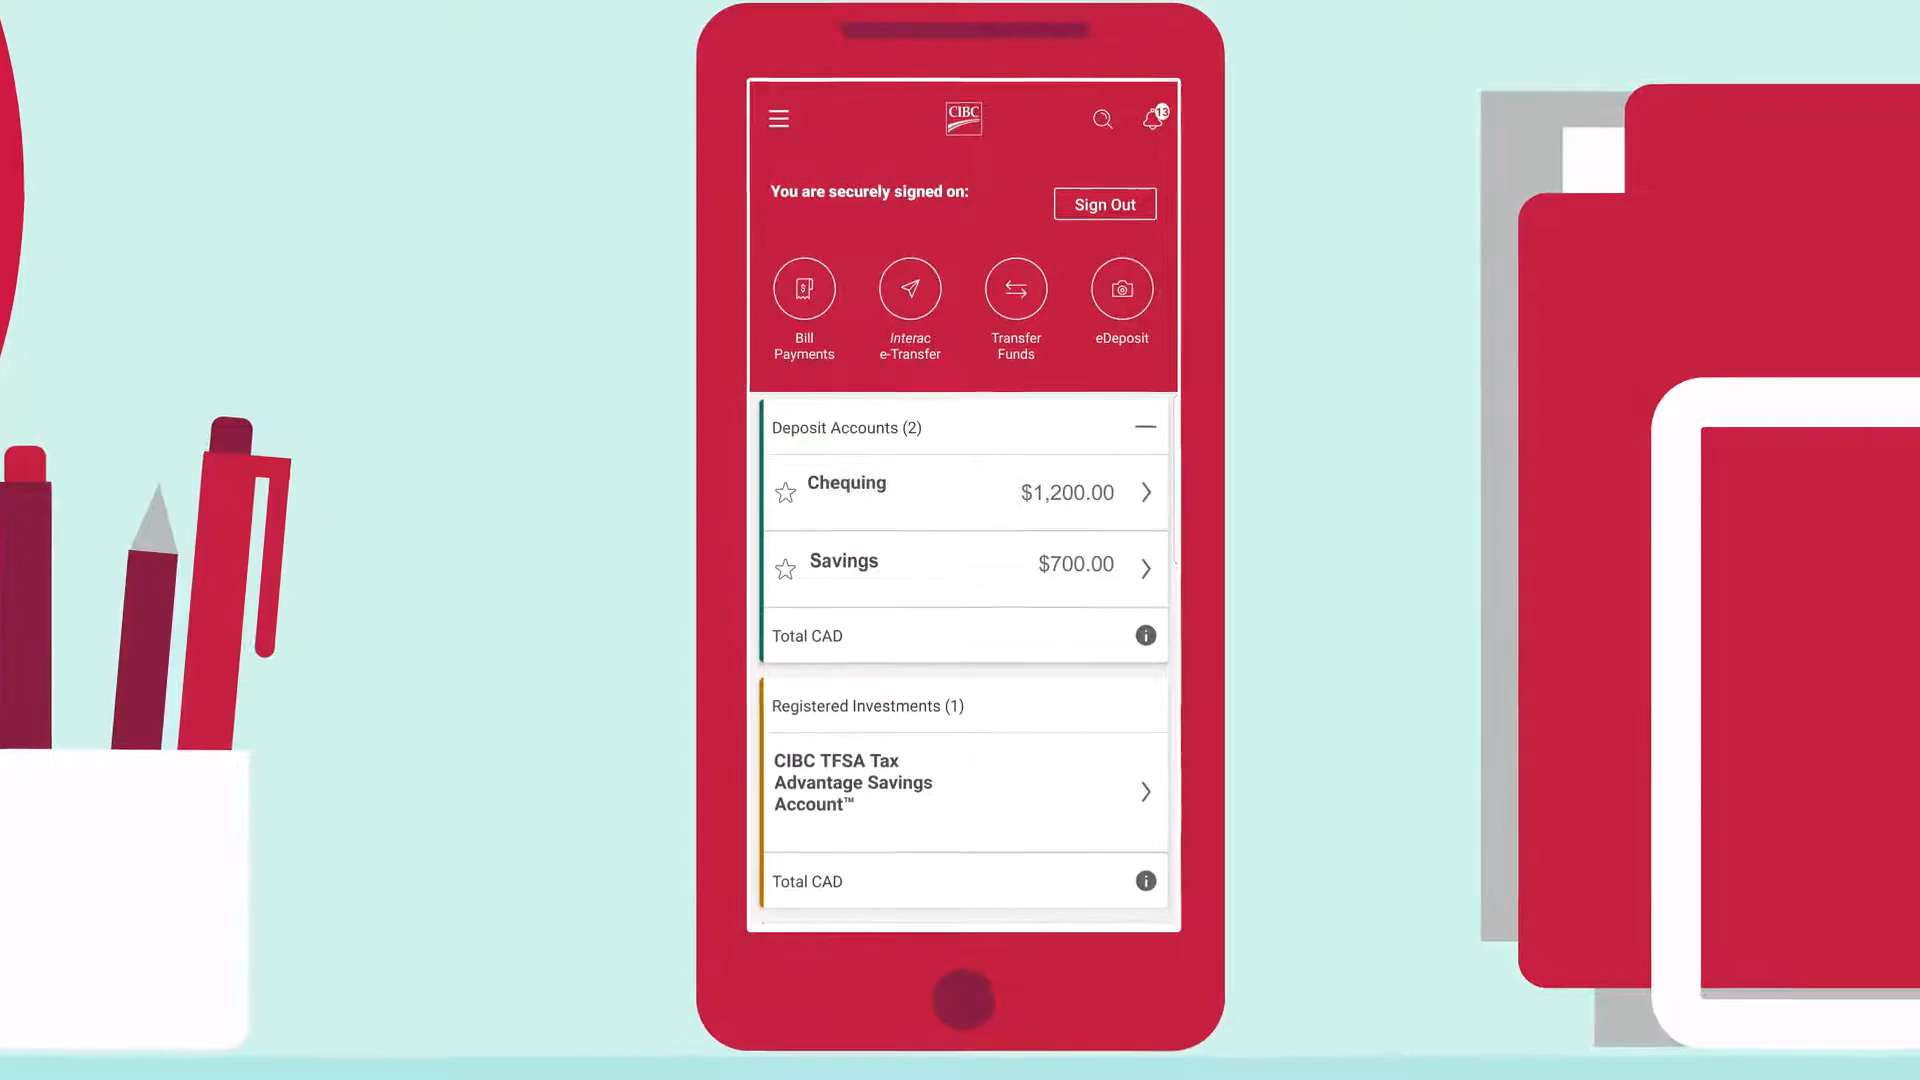 CIBC
13
You are securely signed on:
Sign Out
Bill
Payments
Interac
e-Transfer
Transfer
Funds
eDeposit
Deposit Accounts (2)
Chequing
$1,200.00
Savings
$700.00
Total CAD
Registered Investments (1)
CIBC TFSA Tax
Advantage Savings
Account™
Total CAD